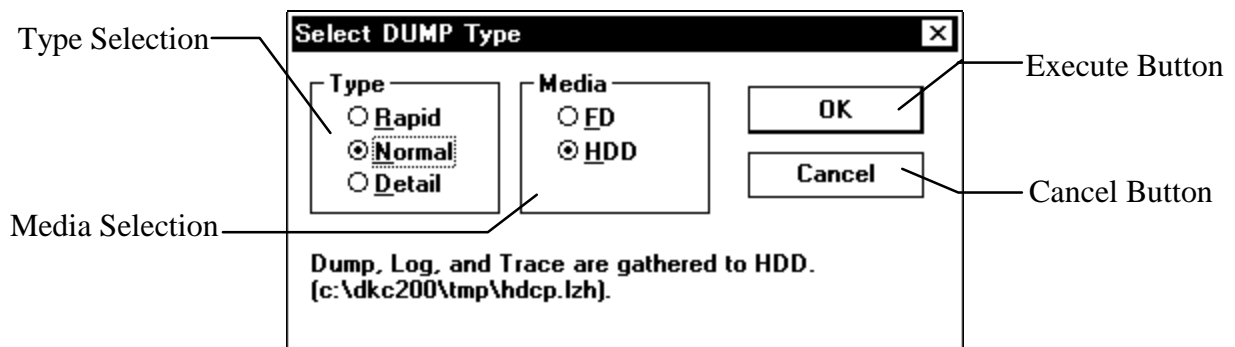 Type Selection
Select DUMP Type
Execute Button
Type
Media
Rapid
FD
OK
Normal
HDD
Detail
Cancel
Cancel Button
Media Selection
Dump, Log, and Trace are gathered to HDD.
(c:\dkc200\tmp\hdcp.lzh).